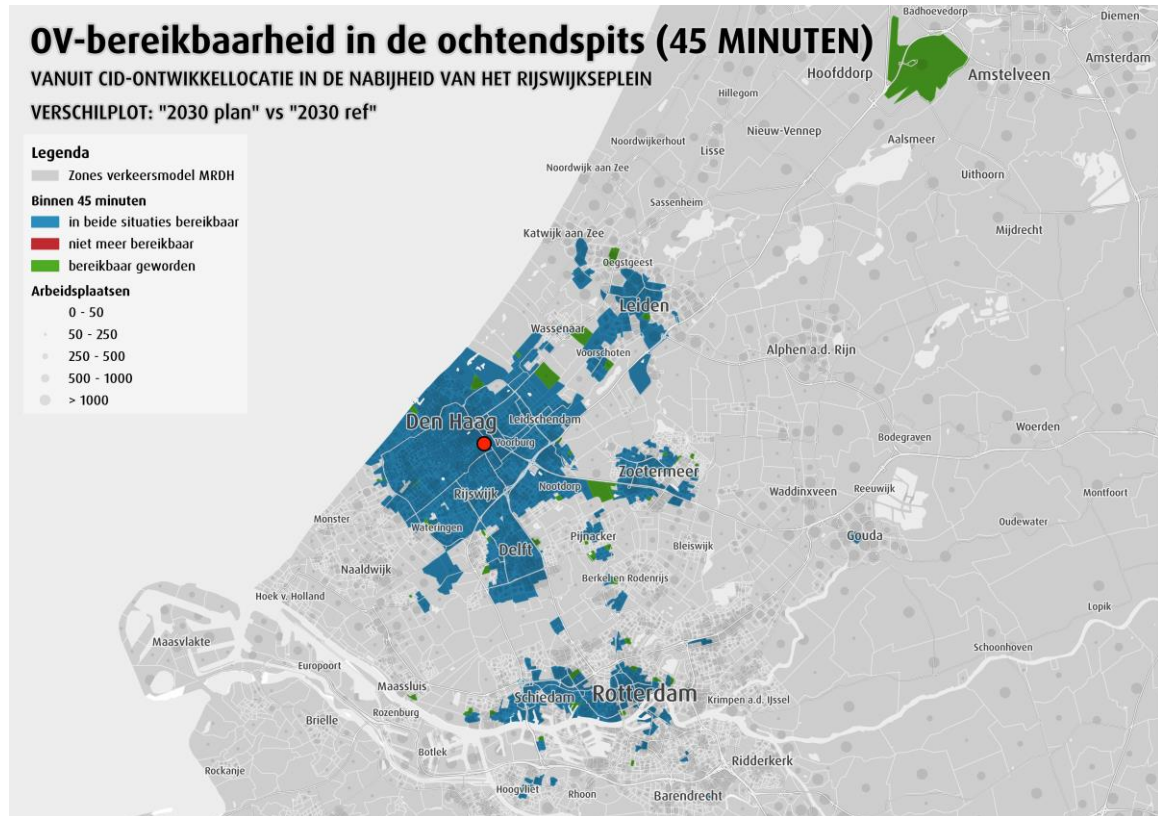 OV-bereikbaarheid in de ochtendspits (45 MINUTEN)
VANUIT CID-ONTWIKKELLOCATIE IN DE NABIJHEID VAN HET RIJSWIJKSEPLEIN
VERSCHILPLOT: "2030 plan" vs "2030 ref"
Legenda
Zones verkeersmodel MRDH
Binnen 45 minuten
in beide situaties bereikbaar
niet meer bereikbaar
bereikbaar geworden
Arbeidsplaatsen
0 - 50
50 - 250
250 - 500
500 - 1000
> 1000
Badhoevedorp
Diemen
Hoofddorp
Amstelveen
Amsterdam
Hillegom
Nieuw-Vennep
Aalsmeer
Noordwijkerhout
Lisse
Noordwijk aan Zee
Uithoorn
Sassenheim
Mijdrecht
Katwijk aan Zee
Oegstgeest
Leiden
Wassenaar
Voorschoten
Alphen a.d. Rijn
Den Haag
Leidschendam
Voorburg
Woerden
Bodegraven
Zoetermeer
Rijswijk
Nootdorp
Waddinxveen
Reeuwijk
Montfoort
Monster
Wateringen
Oudewater
Delft
Pijnacker
Bleiswijk
Gouda
Naaldwijk
Berkel en Rodenrijs
Hoek v. Holland
Lopik
Maasvlakte
Schoonhoven
Europoort
Maassluis
Schiedam
Rotterdam
Krimpen a.d. IJssel
Rozenburg
Brielle
Botlek
Ridderkerk
Rockanje
Hoogvliet
Rhoon
Barendrecht